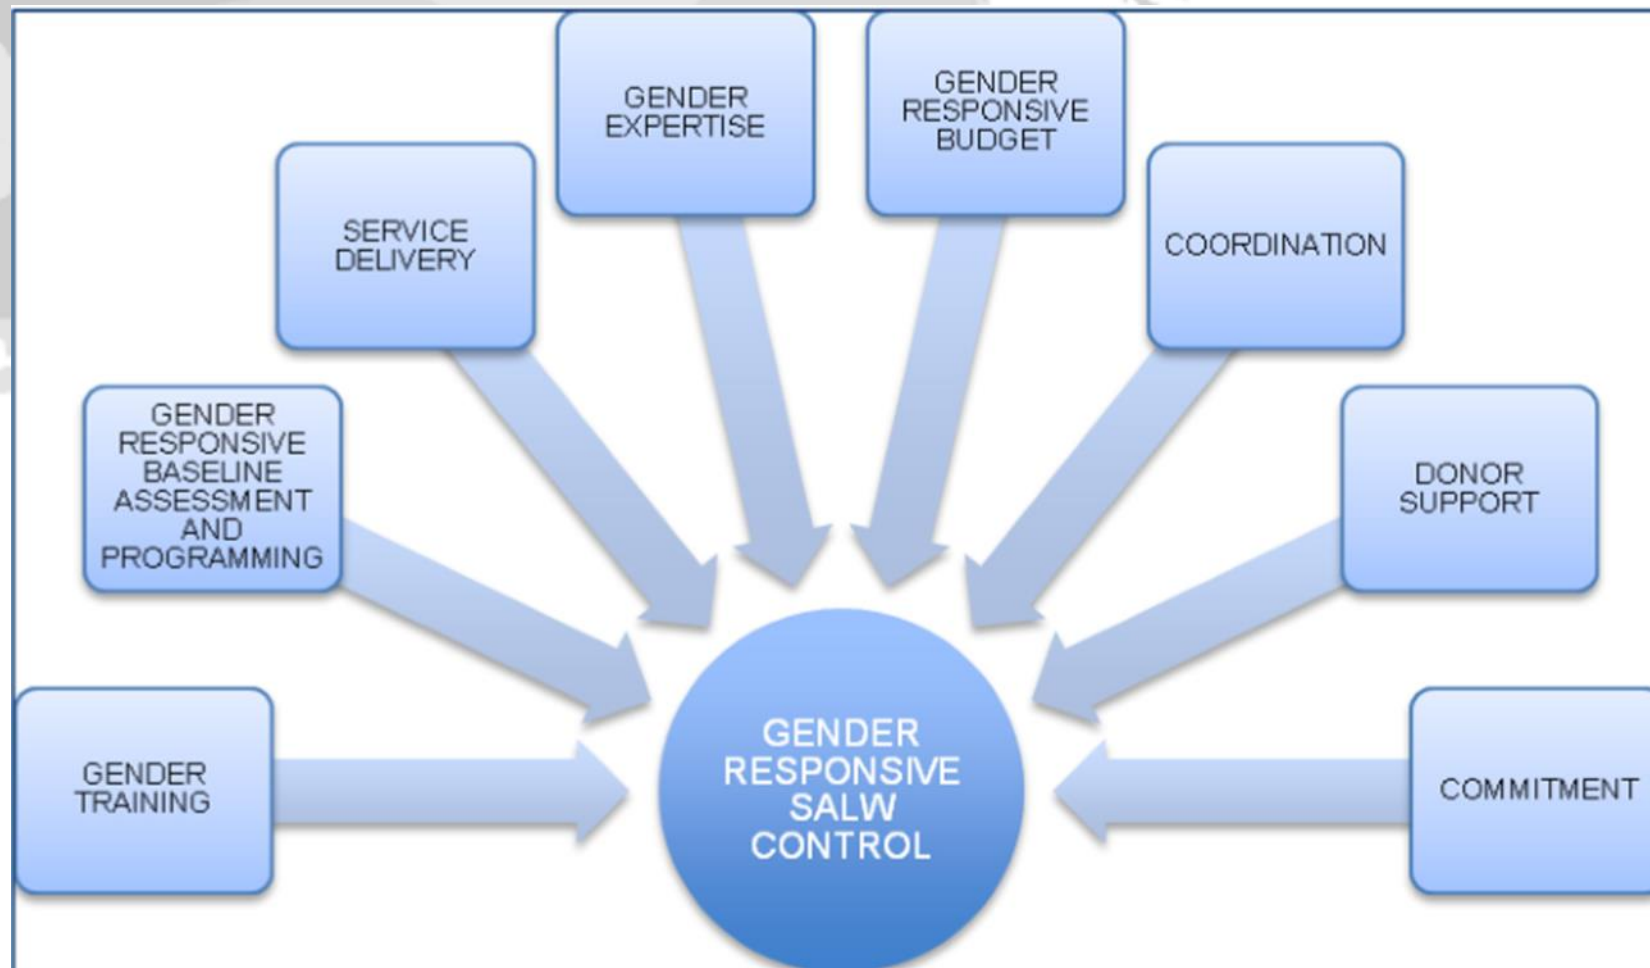 GENDER
EXPERTISE
GENDER
RESPONSIVE
BUDGET
SERVICE
DELIVERY
COORDINATION
GENDER
RESPONSIVE
BASELINE
ASSESSMENT
AND
PROGRAMMING
DONOR
SUPPORT
GENDER
TRAINING
GENDER
RESPONSIVE
SALW
CONTROL
COMMITMENT